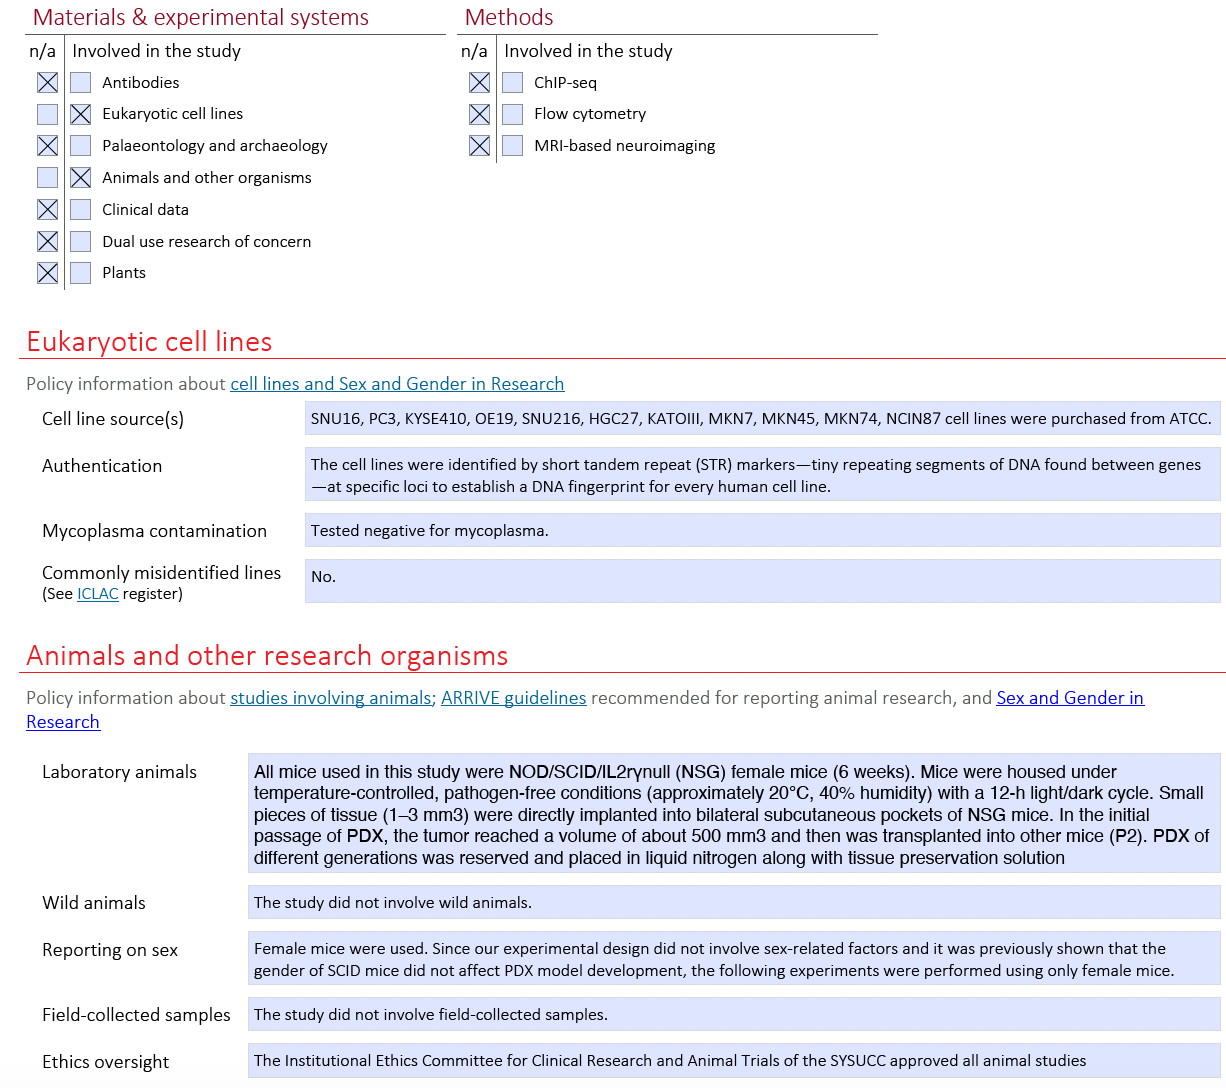 Materials & experimental systems
n/a Involved in the study
Antibodies
Eukaryotic cell lines
Palaeontology and archaeology
Animals and other organisms
Clinical data
Dual use research of concern
Plants
Methods
n/a Involved in the study
ChIP-seq
Flow cytometry
MRI-based neuroimaging
Eukaryotic cell lines
Policy information about cell lines and Sex and Gender in Research
Cell line source(s)
SNU16, PC3, KYSE410, OE19, SNU216, HGC27, KATOIII, MKN7, MKN45, MKN74, NCIN87 cell lines were purchased from ATCC.
Authentication
The cell lines were identified by short tandem repeat (STR) markers—tiny repeating segments of DNA found between genes
—at specific loci to establish a DNA fingerprint for every human cell line.
Mycoplasma contamination
Tested negative for mycoplasma.
Commonly misidentified lines
(See ICLAC register)
No.
Animals and other research organisms
Policy information about studies involving animals; ARRIVE guidelines recommended for reporting animal research, and Sex and Gender in
Research
Laboratory animals
All mice used in this study were NOD/SCID/IL2rγnull (NSG) female mice (6 weeks). Mice were housed under
temperature-controlled, pathogen-free conditions (approximately 20°C, 40% humidity) with a 12-h light/dark cycle. Small
pieces of tissue (1–3 mm3) were directly implanted into bilateral subcutaneous pockets of NSG mice. In the initial
passage of PDX, the tumor reached a volume of about 500 mm3 and then was transplanted into other mice (P2). PDX of
different generations was reserved and placed in liquid nitrogen along with tissue preservation solution
Wild animals
The study did not involve wild animals.
Reporting on sex
Female mice were used. Since our experimental design did not involve sex-related factors and it was previously shown that the
gender of SCID mice did not affect PDX model development, the following experiments were performed using only female mice.
Field-collected samples
The study did not involve field-collected samples.
Ethics oversight
The Institutional Ethics Committee for Clinical Research and Animal Trials of the SYSUCC approved all animal studies